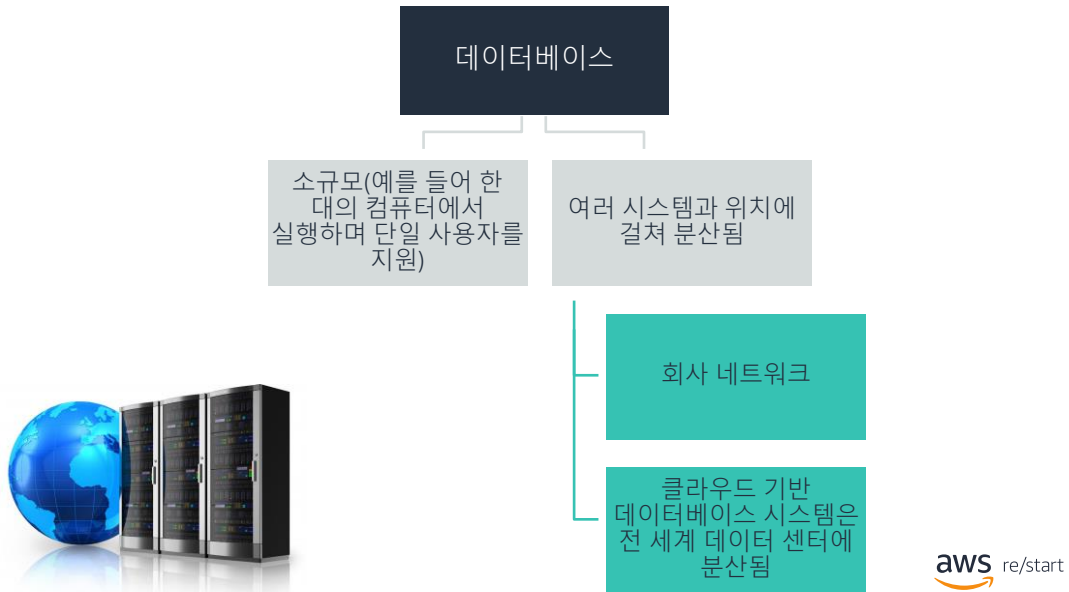 데이터베이스
소규모(예를 들어 한
대의 컴퓨터에서
실행하며 단일 사용자를
지원)
여러 시스템과 위치에
걸쳐 분산됨
회사 네트워크
클라우드 기반
데이터베이스 시스템은
전 세계 데이터 센터에
분산됨
aws re/start